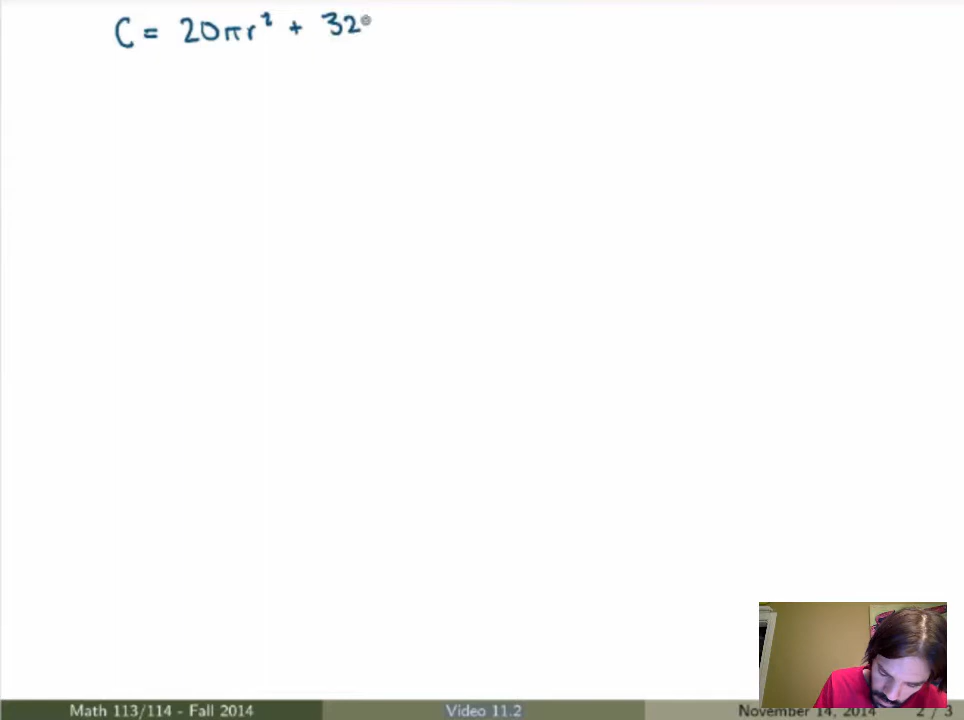 C = 20πr² + 32
Math 113/114 - Fall 2014 Video 11.2 November 14, 2014 2 / 3